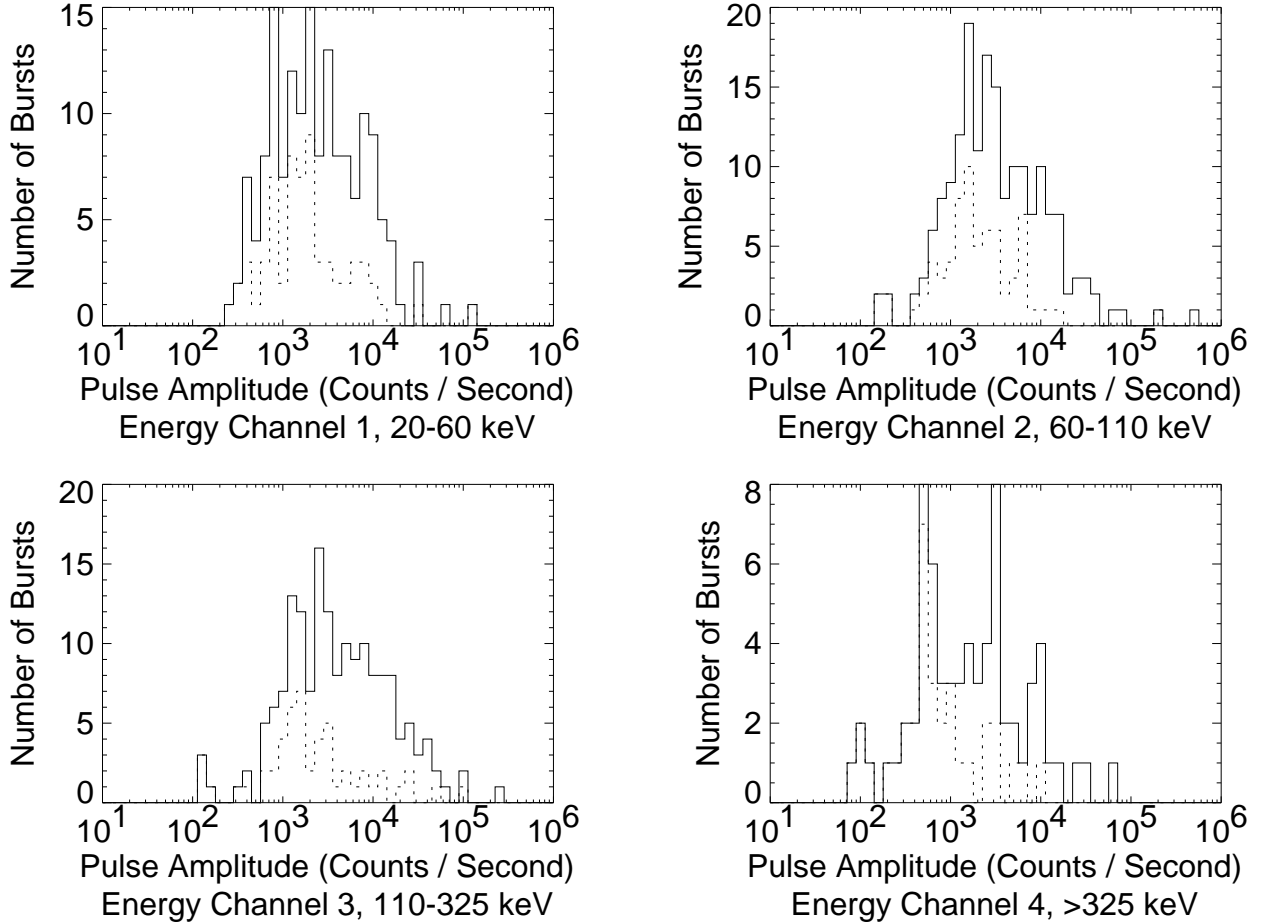 15
10
5
0
Number of Bursts
10^1 10^2 10^3 10^4 10^5 10^6
Pulse Amplitude (Counts / Second)
Energy Channel 1, 20-60 keV
20
15
10
5
0
Number of Bursts
10^1 10^2 10^3 10^4 10^5 10^6
Pulse Amplitude (Counts / Second)
Energy Channel 2, 60-110 keV
20
15
10
5
0
Number of Bursts
10^1 10^2 10^3 10^4 10^5 10^6
Pulse Amplitude (Counts / Second)
Energy Channel 3, 110-325 keV
8
6
4
2
0
Number of Bursts
10^1 10^2 10^3 10^4 10^5 10^6
Pulse Amplitude (Counts / Second)
Energy Channel 4, >325 keV